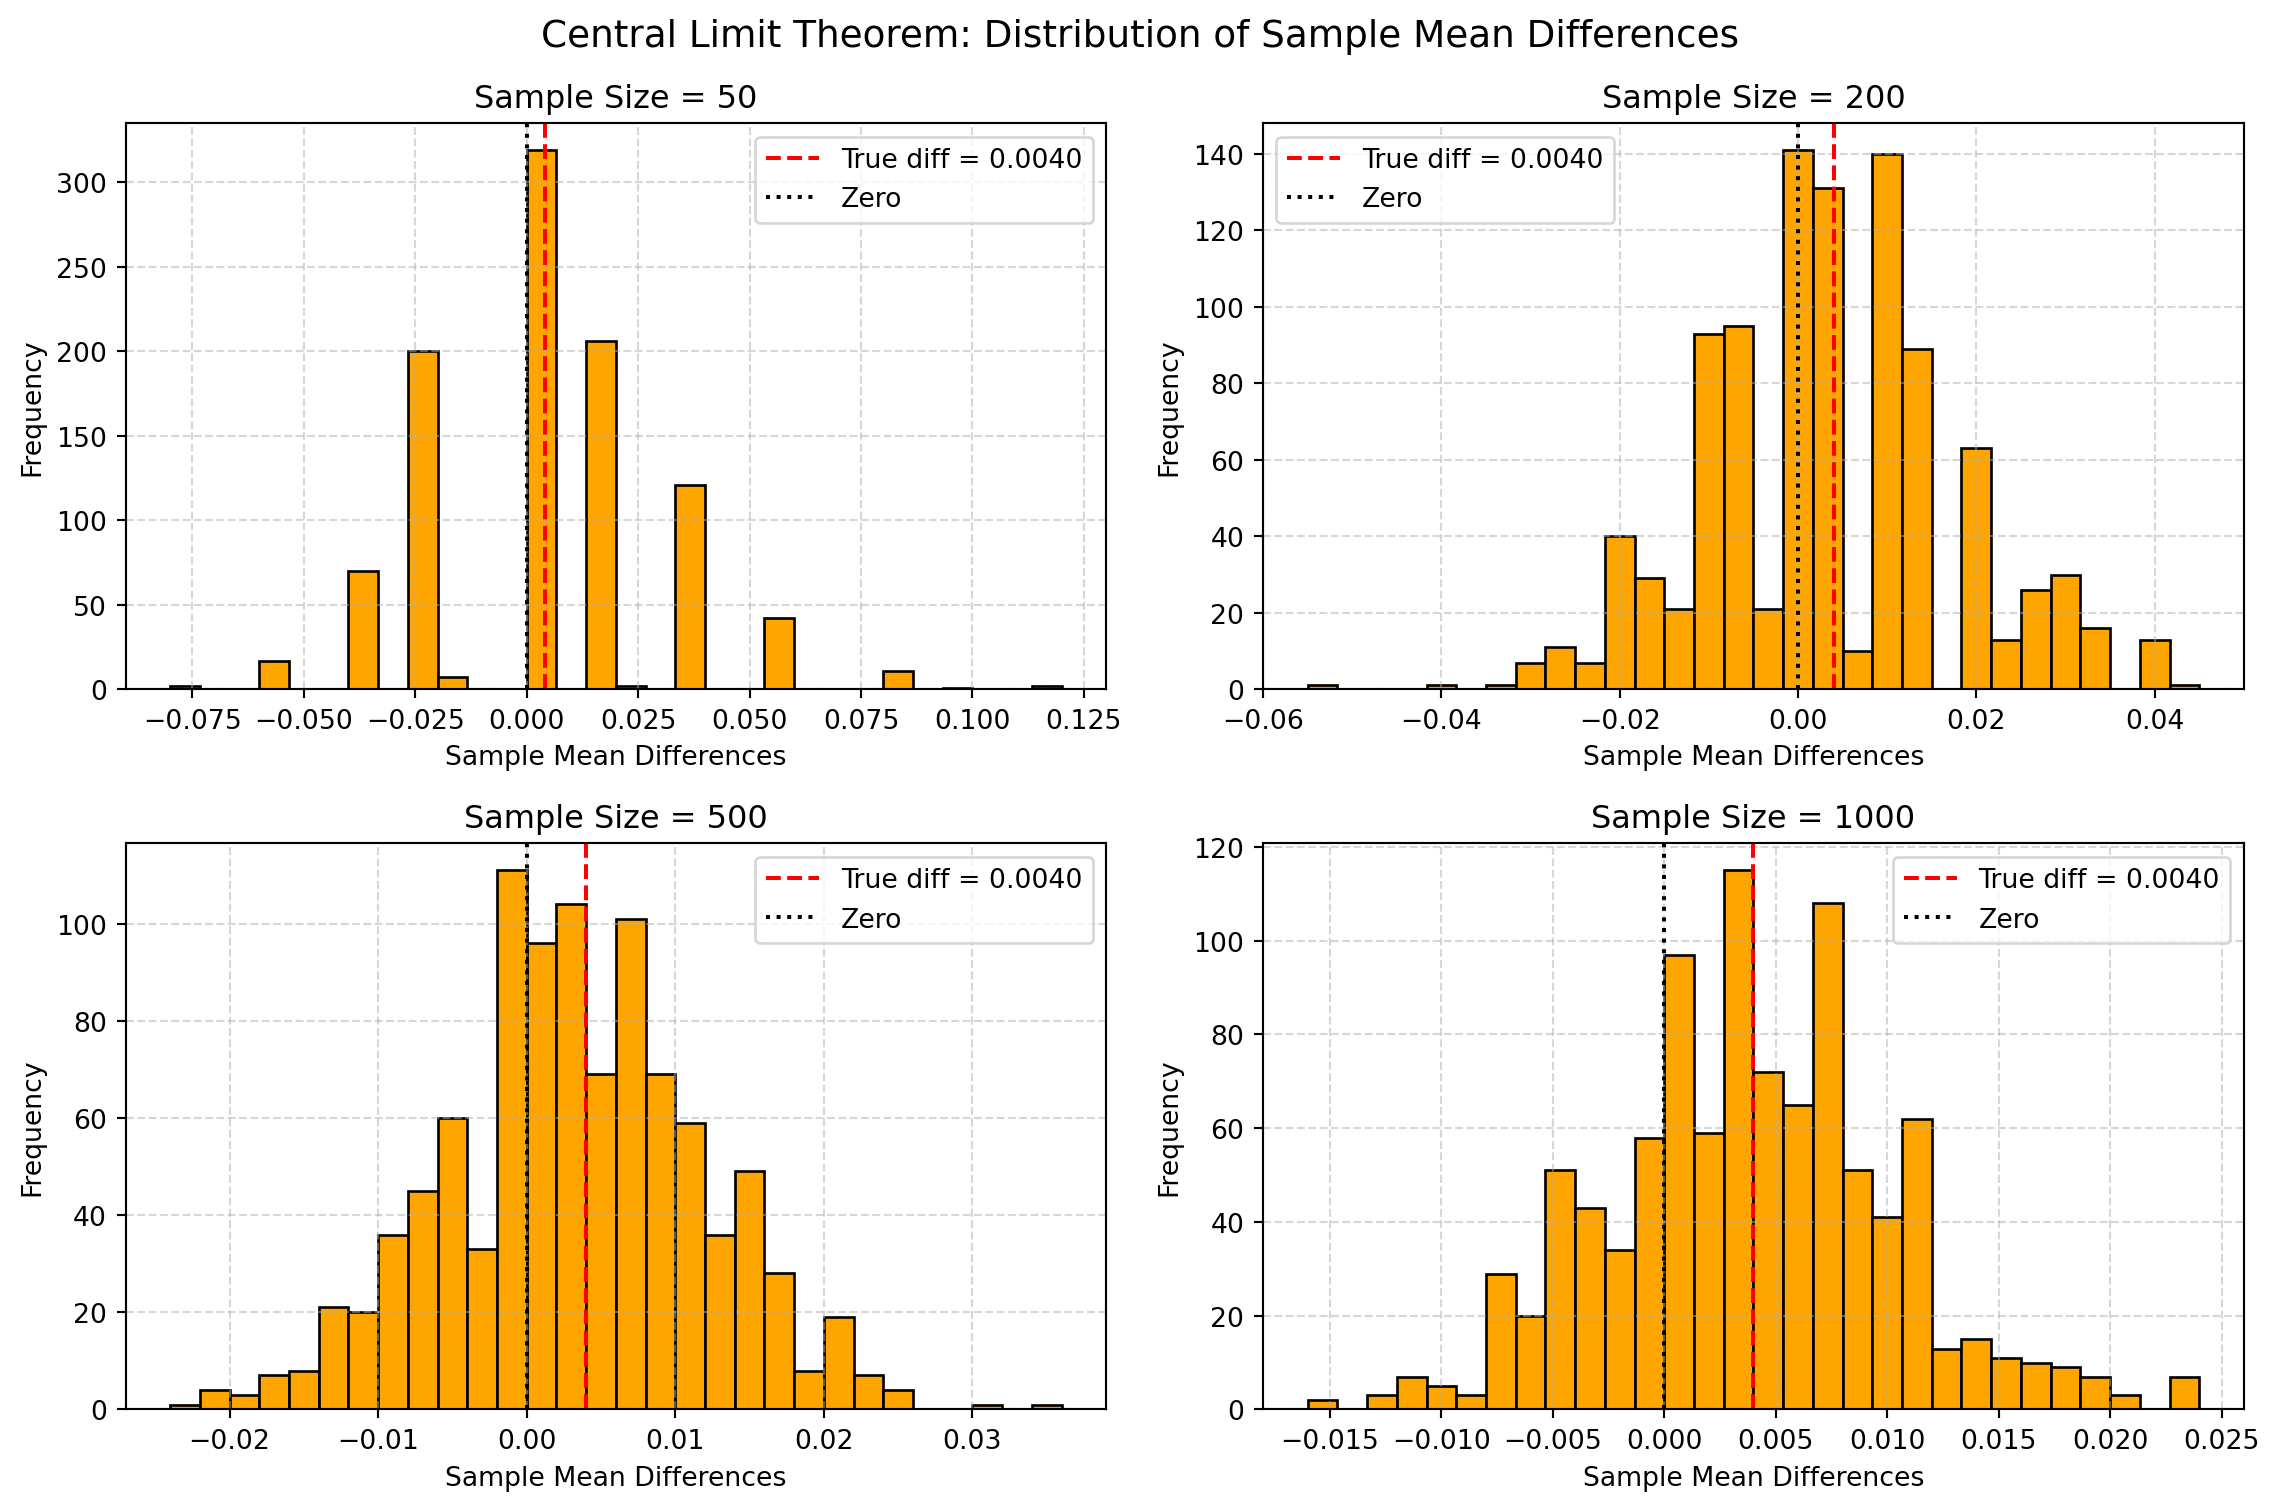 Central Limit Theorem: Distribution of Sample Mean Differences
Sample Size = 50
True diff = 0.0040
Zero
Frequency
300
250
200
150
100
50
0
−0.075 −0.050 −0.025 0.000 0.025 0.050 0.075 0.100 0.125
Sample Mean Differences
Sample Size = 200
True diff = 0.0040
Zero
Frequency
140
120
100
80
60
40
20
0
−0.06 −0.04 −0.02 0.00 0.02 0.04
Sample Mean Differences
Sample Size = 500
True diff = 0.0040
Zero
Frequency
100
80
60
40
20
0
−0.02 −0.01 0.00 0.01 0.02 0.03
Sample Mean Differences
Sample Size = 1000
True diff = 0.0040
Zero
Frequency
120
100
80
60
40
20
0
−0.015 −0.010 −0.005 0.000 0.005 0.010 0.015 0.020 0.025
Sample Mean Differences